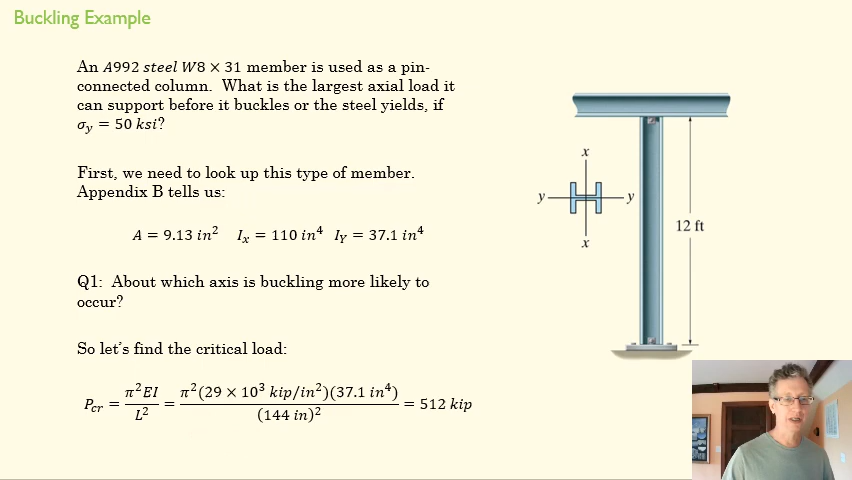 Buckling Example
An A992 steel W8 × 31 member is used as a pin-
connected column. What is the largest axial load it
can support before it buckles or the steel yields, if
σy = 50 ksi?
First, we need to look up this type of member.
Appendix B tells us:
A = 9.13 in² Ix = 110 in⁴ IY = 37.1 in⁴
Q1: About which axis is buckling more likely to
occur?
So let's find the critical load:
Pcr = π²EI / L² = π²(29 × 10³ kip/in²)(37.1 in⁴) / (144 in)² = 512 kip
x
y
y
x
12 ft